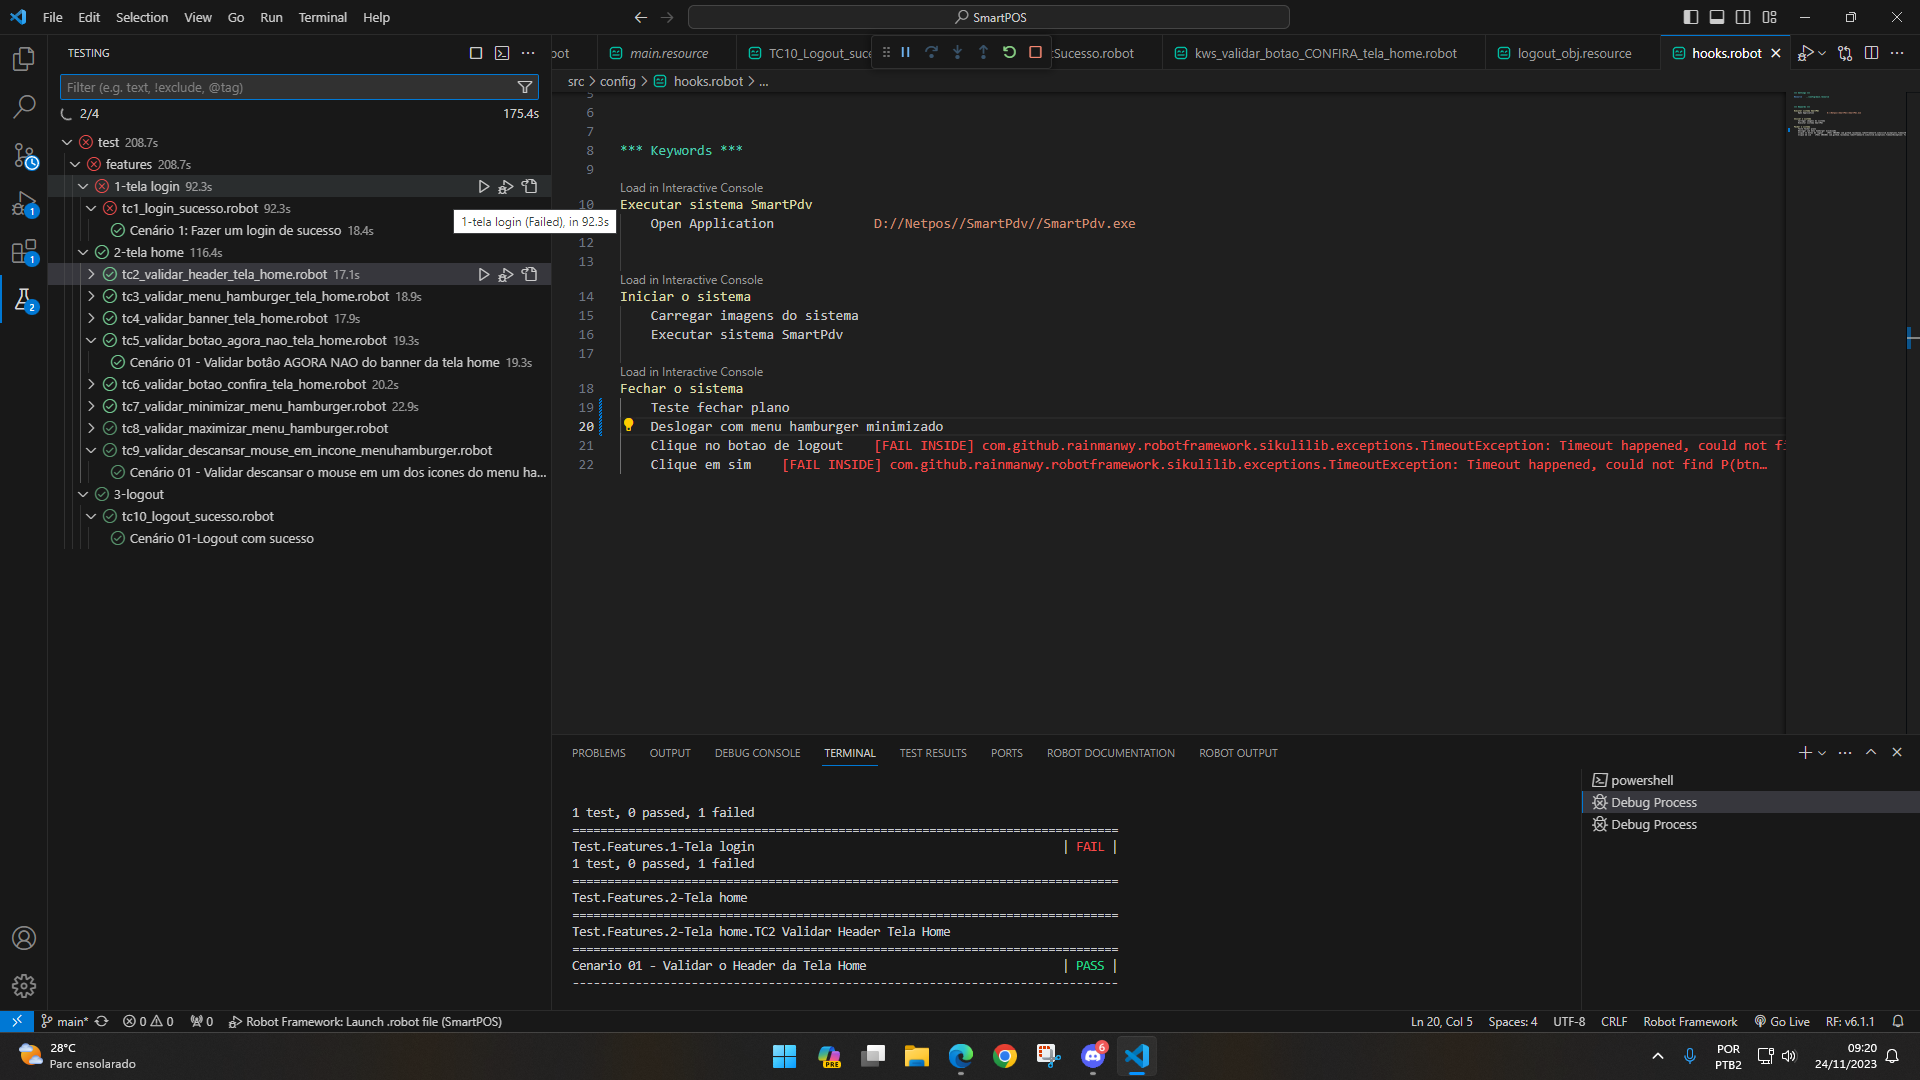 File Edit Selection View Go Run Terminal Help
SmartPOS
TESTING
Filter (e.g. text, !exclude, @tag)
2/4 175.4s
test 208.7s
features 208.7s
1-tela login 92.3s
tc1_login_sucesso.robot 92.3s
1-tela login (Failed), in 92.3s
Cenário 1: Fazer um login de sucesso 18.4s
2-tela home 116.4s
tc2_validar_header_tela_home.robot 17.1s
tc3_validar_menu_hamburger_tela_home.robot 18.9s
tc4_validar_banner_tela_home.robot 17.9s
tc5_validar_botao_agora_nao_tela_home.robot 19.3s
Cenário 01 - Validar botâo AGORA NAO do banner da tela home 19.3s
tc6_validar_botao_confira_tela_home.robot 20.2s
tc7_validar_minimizar_menu_hamburger.robot 22.9s
tc8_validar_maximizar_menu_hamburger.robot
tc9_validar_descansar_mouse_em_incone_menuhamburger.robot
Cenário 01 - Validar descansar o mouse em um dos icones do menu ha...
3-logout
tc10_logout_sucesso.robot
Cenário 01-Logout com sucesso
obot main.resource TC10_Logout_suce :Sucesso.robot kws_validar_botao_CONFIRA_tela_home.robot logout_obj.resource hooks.robot
src > config > hooks.robot > ...
5
6
7
8 *** Keywords ***
9
Load in Interactive Console
10 Executar sistema SmartPdv
Open Application D://Netpos//SmartPdv//SmartPdv.exe
12
13
Load in Interactive Console
14 Iniciar o sistema
15 Carregar imagens do sistema
16 Executar sistema SmartPdv
17
Load in Interactive Console
18 Fechar o sistema
19 Teste fechar plano
20 Deslogar com menu hamburger minimizado
21 Clique no botao de logout [FAIL INSIDE] com.github.rainmanwy.robotframework.sikulilib.exceptions.TimeoutException: Timeout happened, could not fi
22 Clique em sim [FAIL INSIDE] com.github.rainmanwy.robotframework.sikulilib.exceptions.TimeoutException: Timeout happened, could not find P(btn…
PROBLEMS OUTPUT DEBUG CONSOLE TERMINAL TEST RESULTS PORTS ROBOT DOCUMENTATION ROBOT OUTPUT
1 test, 0 passed, 1 failed
==============================================================================
Test.Features.1-Tela login | FAIL |
1 test, 0 passed, 1 failed
==============================================================================
Test.Features.2-Tela home
==============================================================================
Test.Features.2-Tela home.TC2 Validar Header Tela Home
==============================================================================
Cenario 01 - Validar o Header da Tela Home | PASS |
------------------------------------------------------------------------------
powershell
Debug Process
Debug Process
1
1
2
main* 0 0 0 Robot Framework: Launch .robot file (SmartPOS) Ln 20, Col 5 Spaces: 4 UTF-8 CRLF Robot Framework Go Live RF: v6.1.1
28°C
Parc ensolarado
PRE
6
POR
PTB2
09:20
24/11/2023